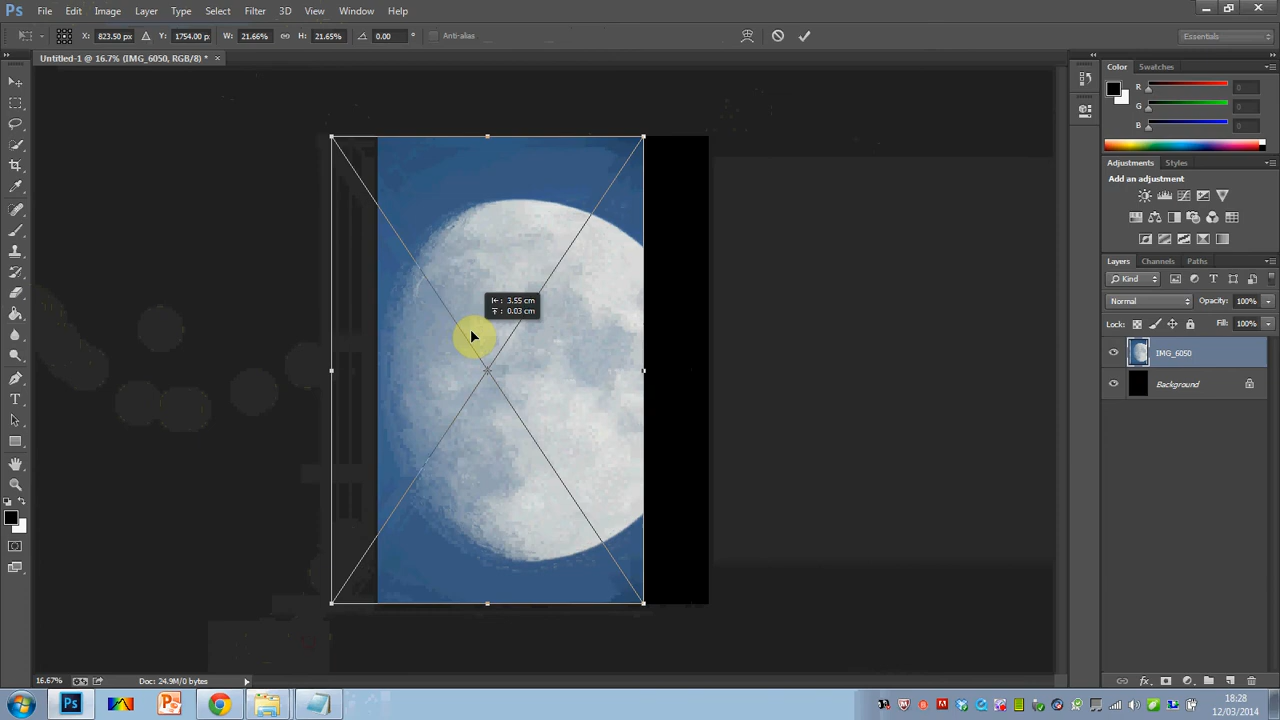 Ps File Edit Image Layer Type Select Filter 3D View Window Help
X: 823.50 px Y: 1754.00 px W: 21.66% H: 21.65% 0.00 ° Anti-alias Essentials
Untitled-1 @ 16.7% (IMG_6050, RGB/8) * ×
Color Swatches
R 0
G 0
B 0
Adjustments Styles
Add an adjustment
Layers Channels Paths
Kind
Normal Opacity: 100%
Lock: Fill: 100%
IMG_6050
Background
3.55 cm
0.03 cm
16.67% Doc: 24.9M/0 bytes
Ps
18:28
12/03/2014